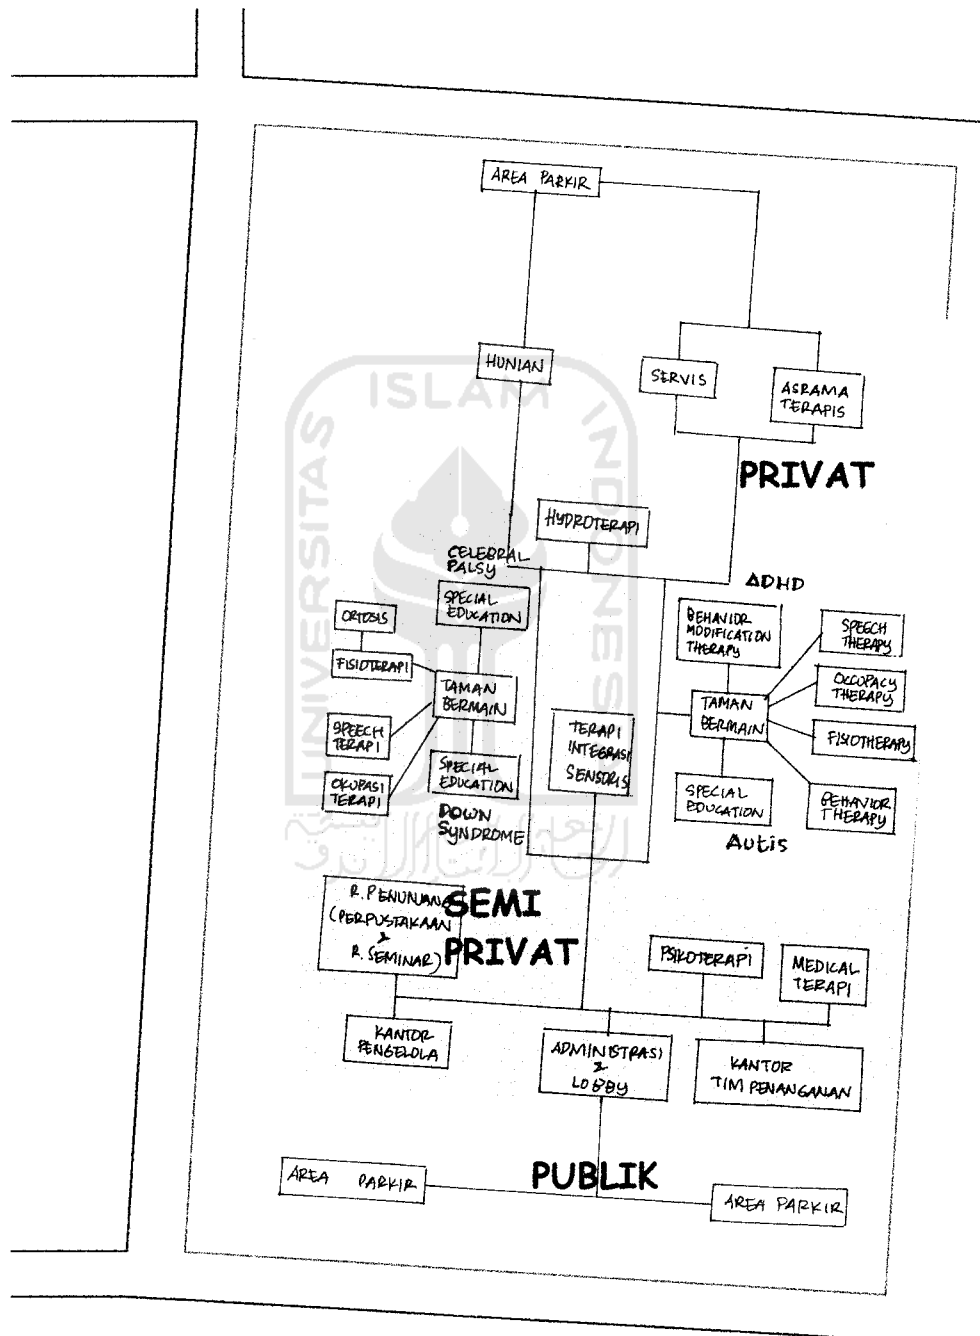 AREA PARKIR
HUNIAN
SERVIS
ASRAMA
TERAPIS
PRIVAT
HYDROTERAPI
CELEBRAL
PALSY
ADHD
ORTOSIS
SPECIAL
EDUCATION
FISIOTERAPI
TAMAN
BERMAIN
SPEECH
TERAPI
OKUPASI
TERAPI
SPECIAL
EDUCATION
DOWN
SYNDROME
TERAPI
INTEGRASI
SENSORIS
BEHAVIOR
MODIFICATION
THERAPY
SPEECH
THERAPY
OCCUPACY
THERAPY
TAMAN
BERMAIN
FISIOTHERAPY
SPECIAL
EDUCATION
BEHAVIOR
THERAPY
Autis
R. PENUNJANG
(PERPUSTAKAAN
&
R. SEMINAR)
SEMI
PRIVAT
PSIKOTERAPI
MEDICAL
TERAPI
KANTOR
PENGELOLA
ADMINISTRASI
&
LOBBY
KANTOR
TIM PENANGANAN
PUBLIK
AREA PARKIR
AREA PARKIR
UNIVERSITAS
ISLAM
INDONESIA